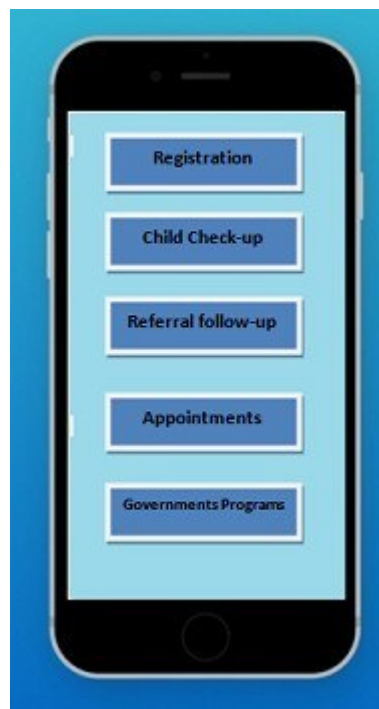 Registration
Child Check-up
Referral follow-up
Appointments
Governments Programs